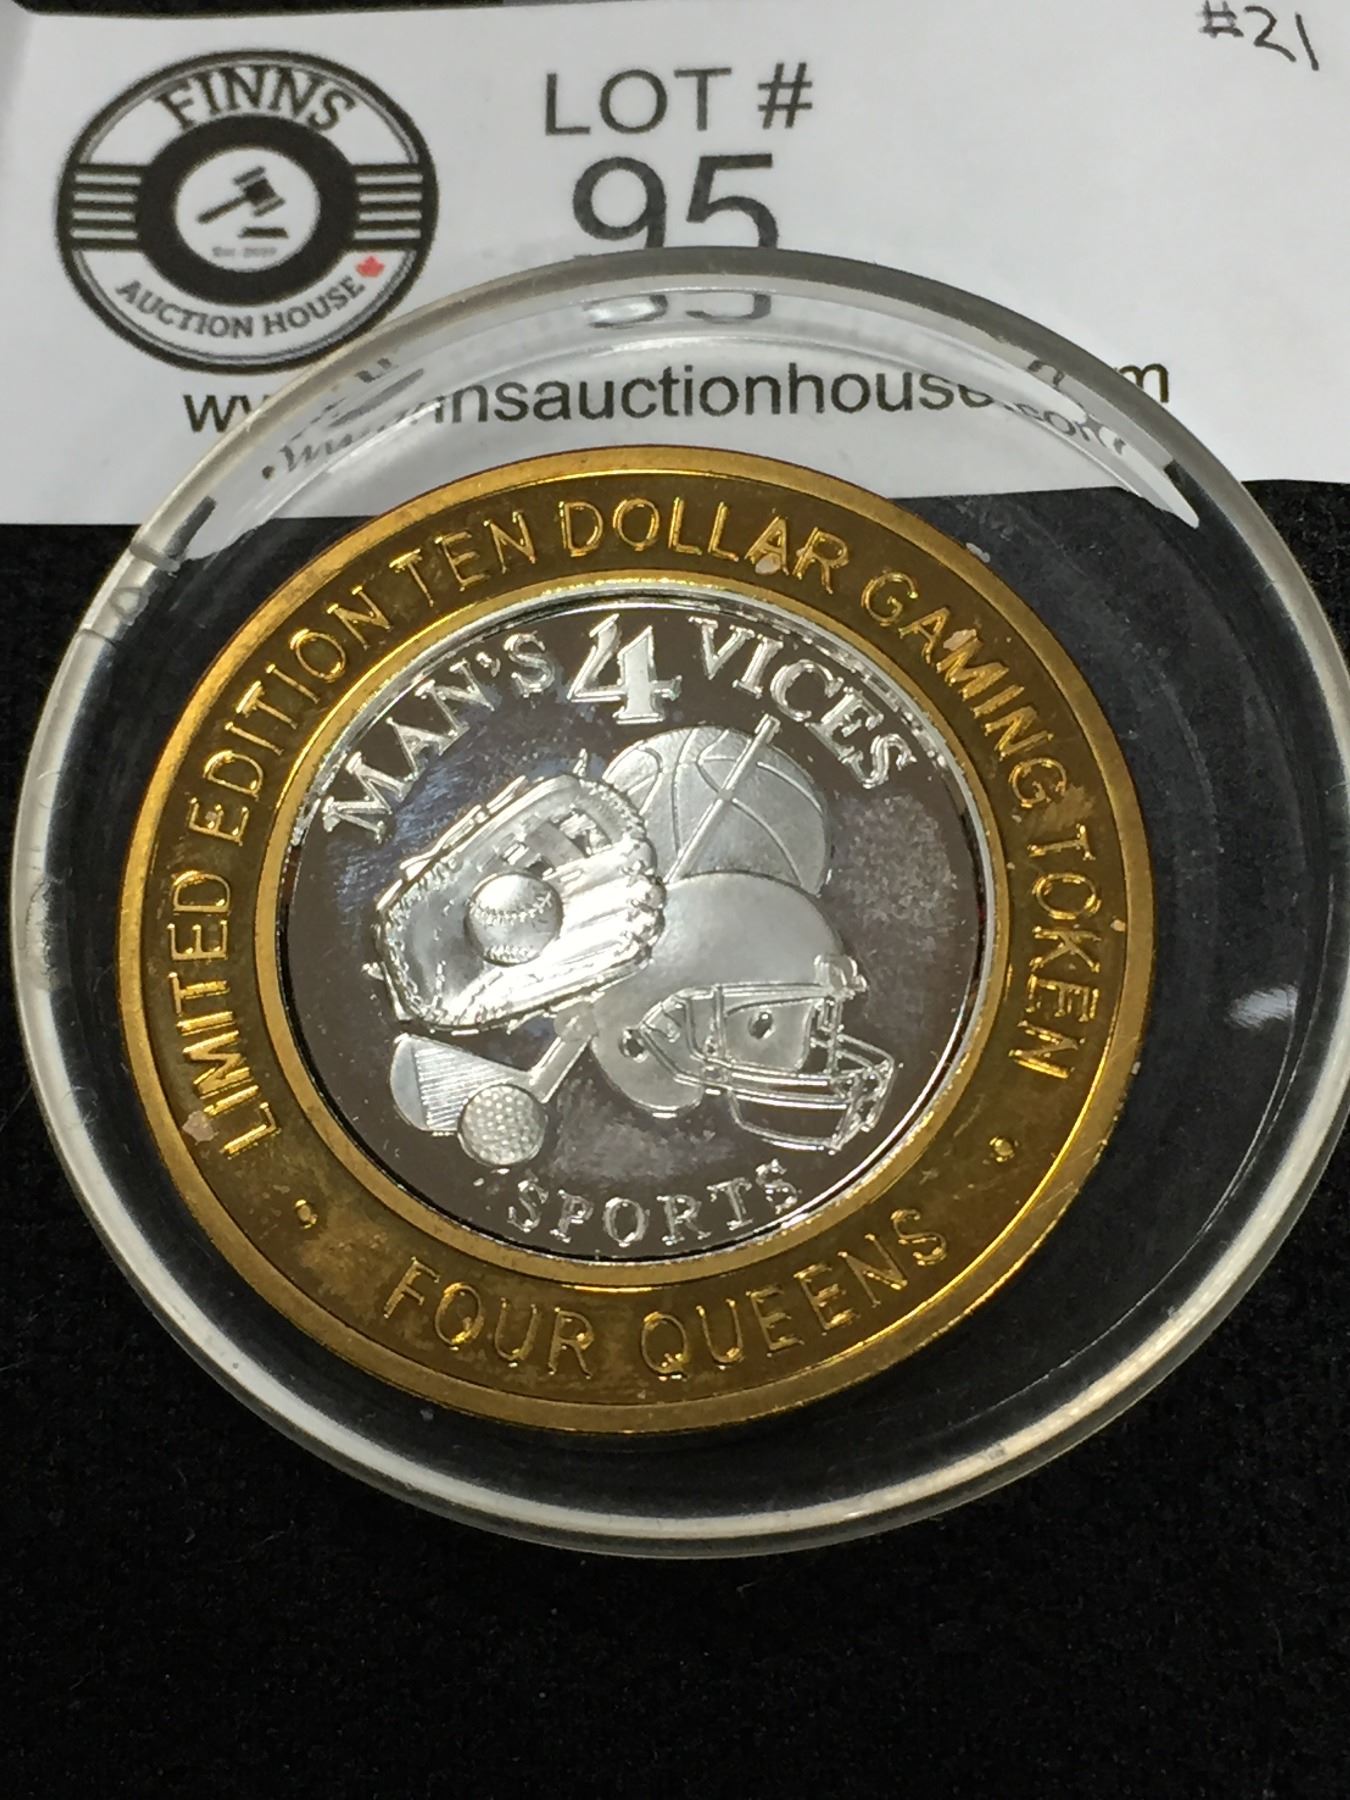 #21
FINNS
AUCTION HOUSE
LOT #
95
LIMITED EDITION TEN DOLLAR GAMING TOKEN
MAN'S 4 VICES
SPORTS
• FOUR QUEENS •